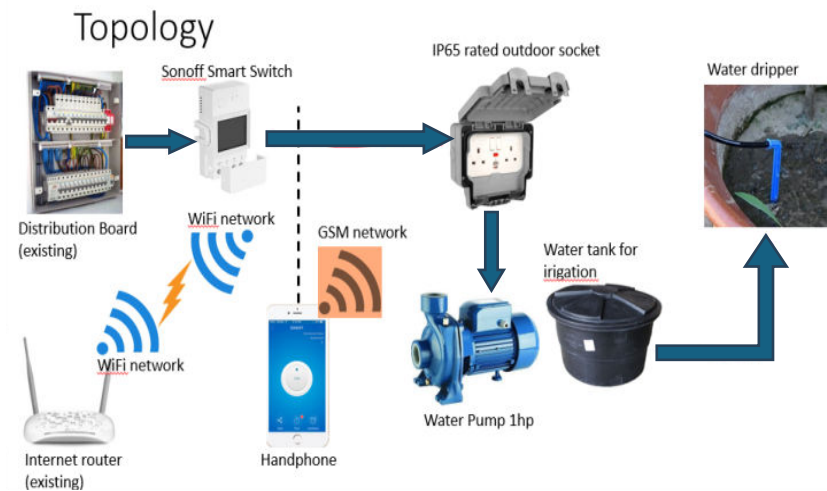 Topology
Sonoff Smart Switch
IP65 rated outdoor socket
Water dripper
Distribution Board
(existing)
WiFi network
GSM network
Water tank for
irigation
WiFi network
Internet router
(existing)
Handphone
Water Pump 1hp